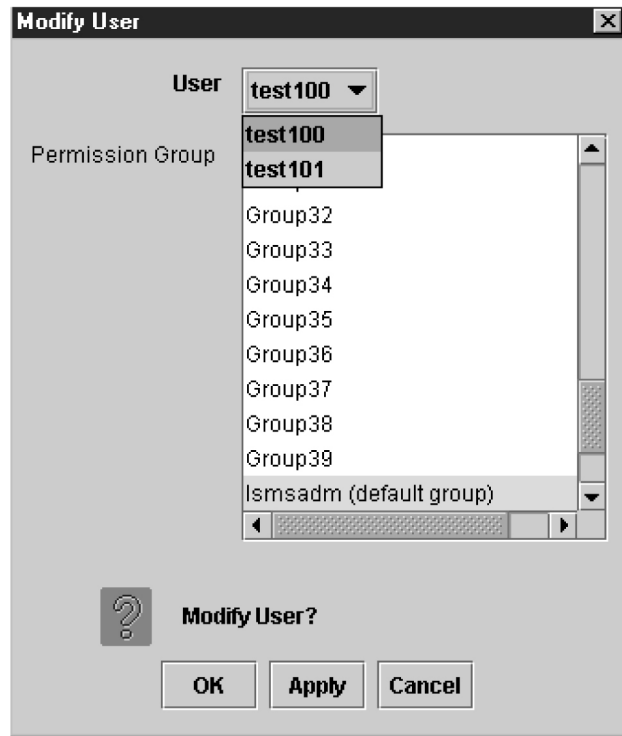 Modify User
User
test100
test100
test101
Permission Group
Group32
Group33
Group34
Group35
Group36
Group37
Group38
Group39
lsmsadm (default group)
Modify User?
OK
Apply
Cancel